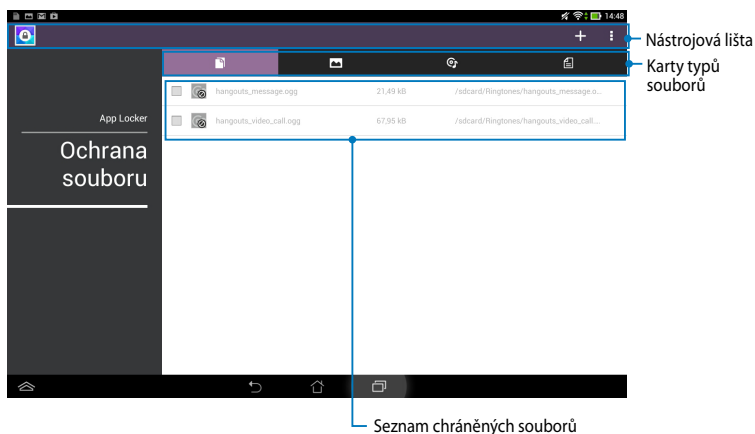 14:48
Nástrojová lišta
Karty typů
souborů
hangouts_message.ogg 21,49 kB /sdcard/Ringtones/hangouts_message.o...
hangouts_video_call.ogg 67,95 kB /sdcard/Ringtones/hangouts_video_call...
App Locker
Ochrana
souboru
Seznam chráněných souborů